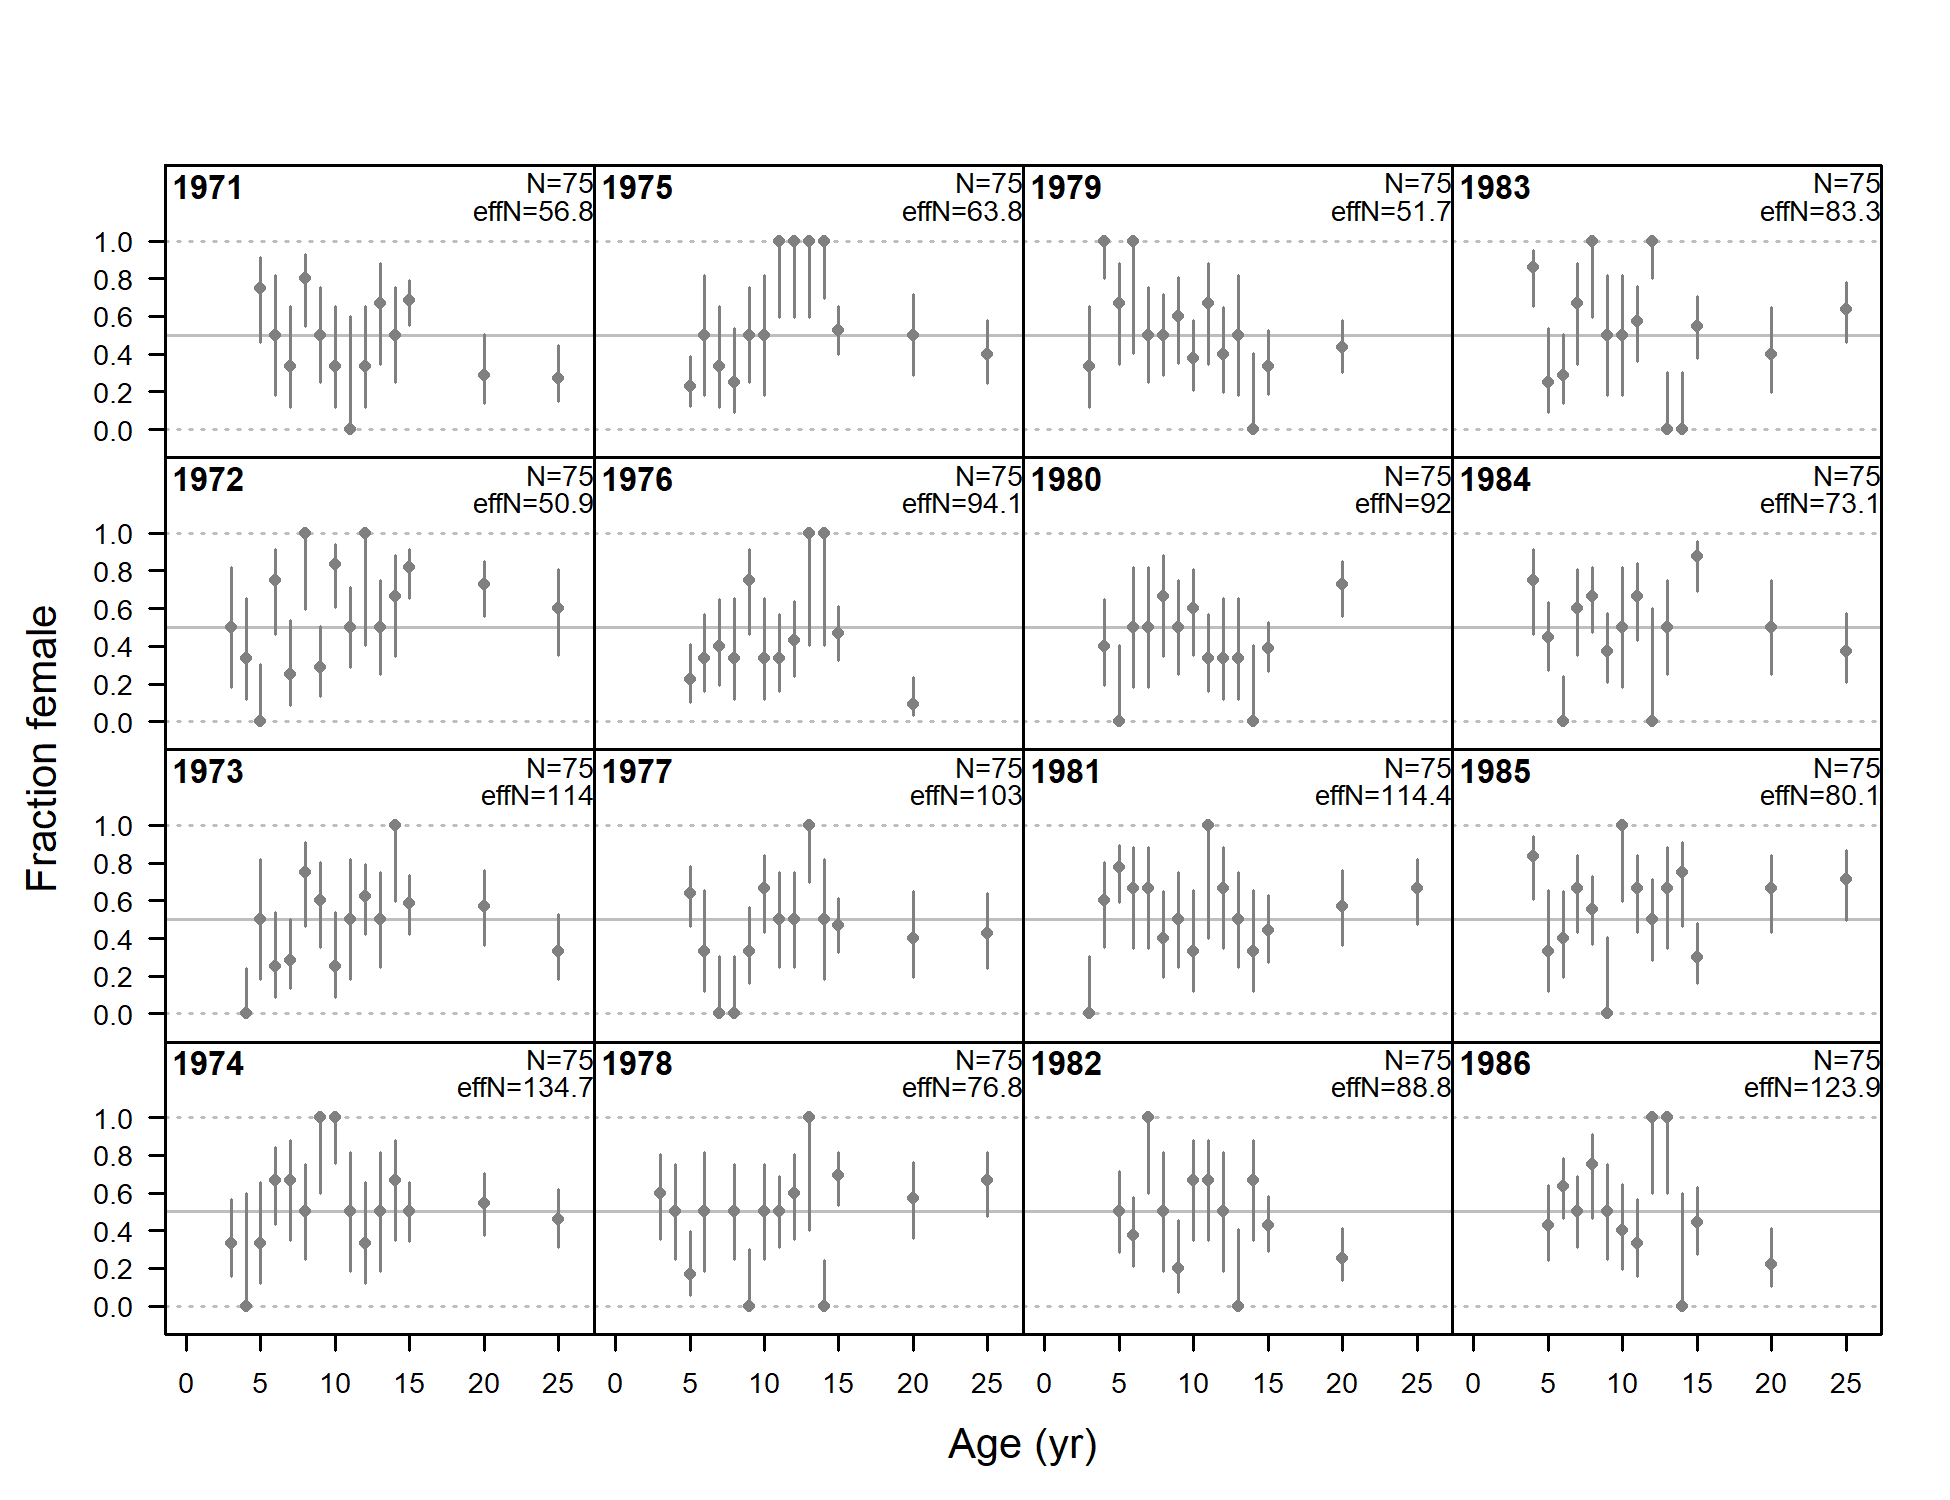 1971
N=75
effN=56.8
1975
N=75
effN=63.8
1979
N=75
effN=51.7
1983
N=75
effN=83.3
1.0
0.8
0.6
0.4
0.2
0.0
1972
N=75
effN=50.9
1976
N=75
effN=94.1
1980
N=75
effN=92
1984
N=75
effN=73.1
1.0
0.8
0.6
0.4
0.2
0.0
Fraction female
1973
N=75
effN=114
1977
N=75
effN=103
1981
N=75
effN=114.4
1985
N=75
effN=80.1
1.0
0.8
0.6
0.4
0.2
0.0
1974
N=75
effN=134.7
1978
N=75
effN=76.8
1982
N=75
effN=88.8
1986
N=75
effN=123.9
1.0
0.8
0.6
0.4
0.2
0.0
0 5 10 15 20 25 0 5 10 15 20 25 0 5 10 15 20 25 0 5 10 15 20 25
Age (yr)